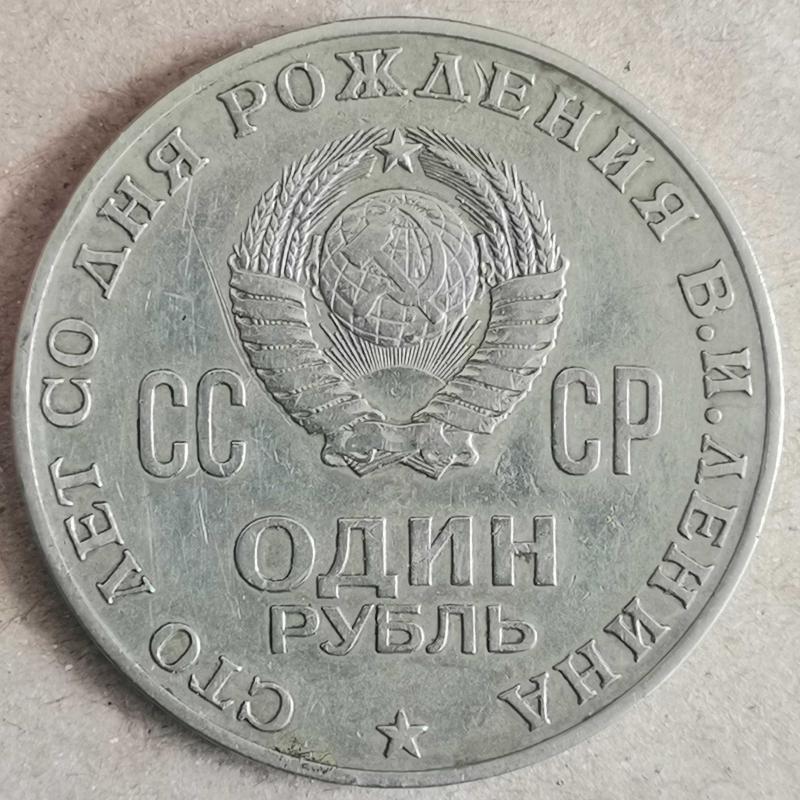 СТО ЛЕТ СО ДНЯ РОЖДЕНИЯ В.И.ЛЕНИНА
СС СР
ОДИН
РУБЛЬ